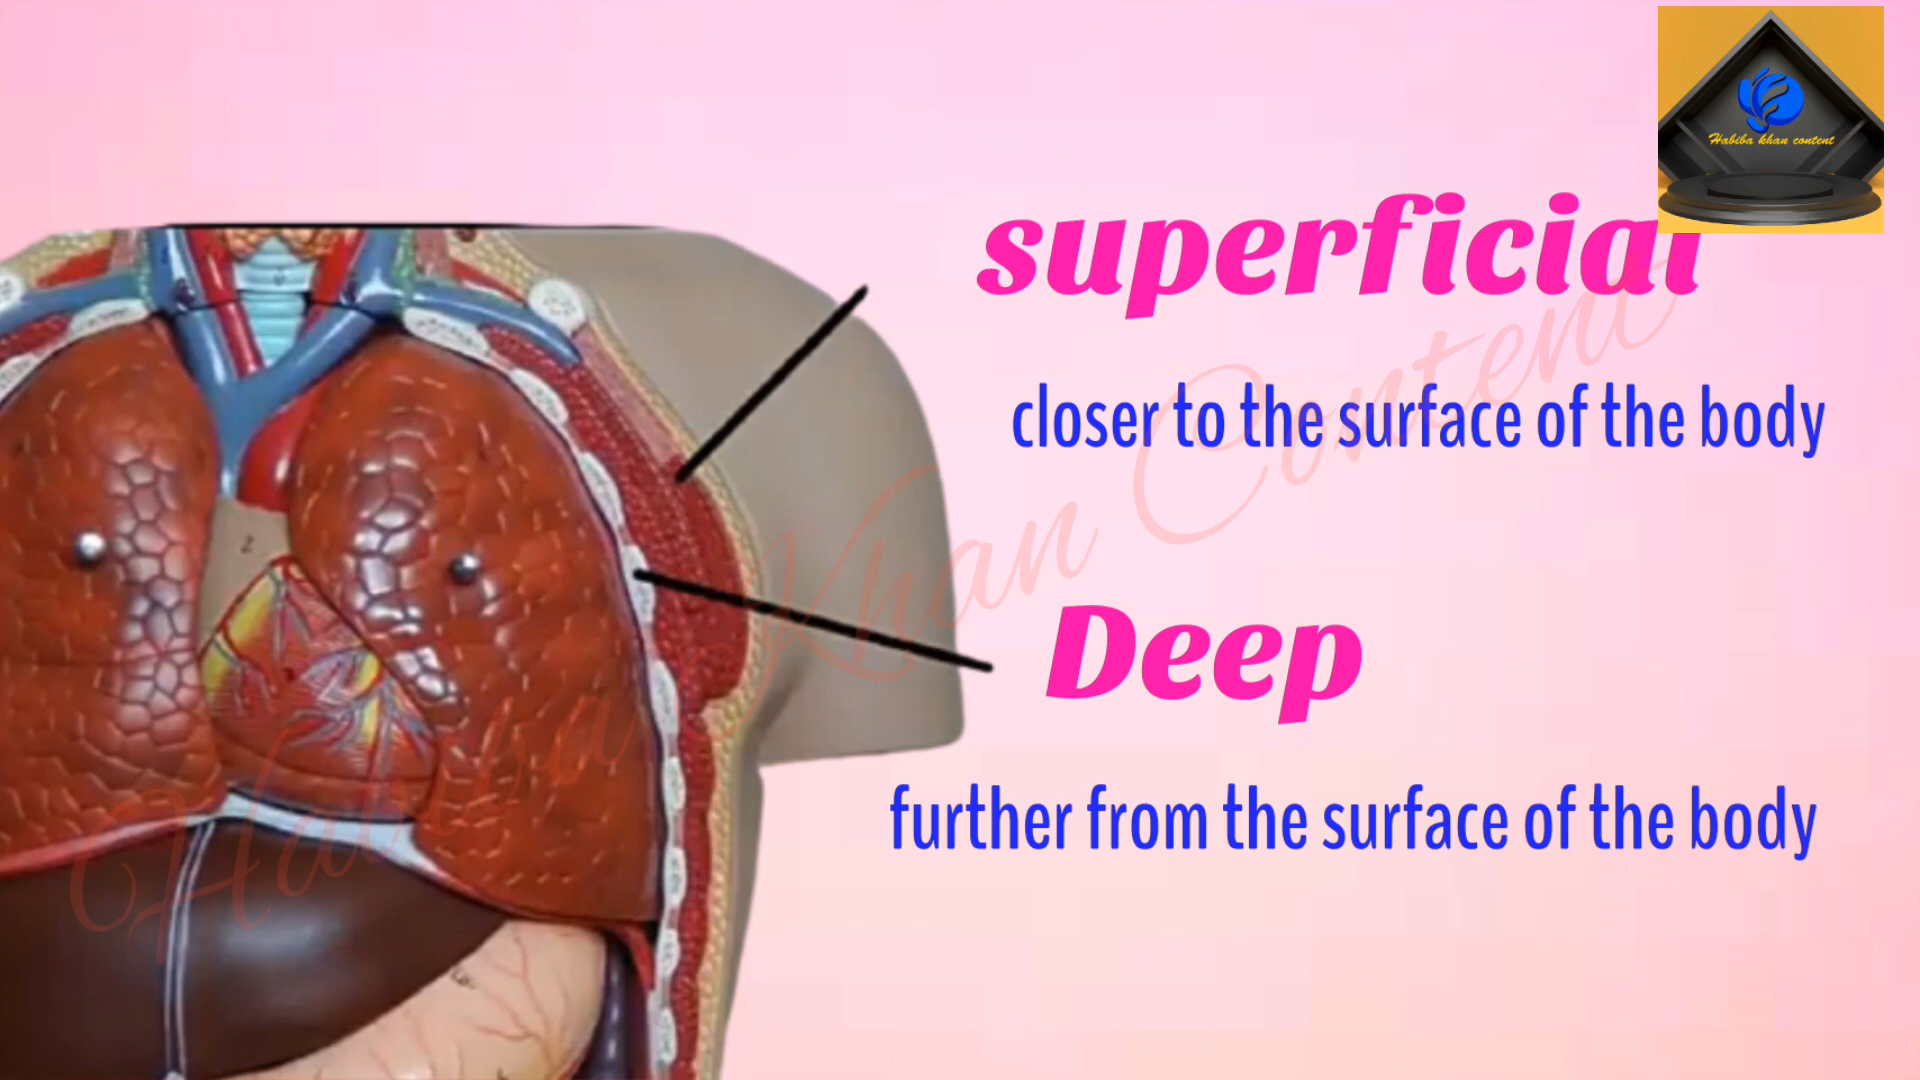 Habiba khan content
superficial
closer to the surface of the body
Deep
further from the surface of the body
Habiba Khan Content